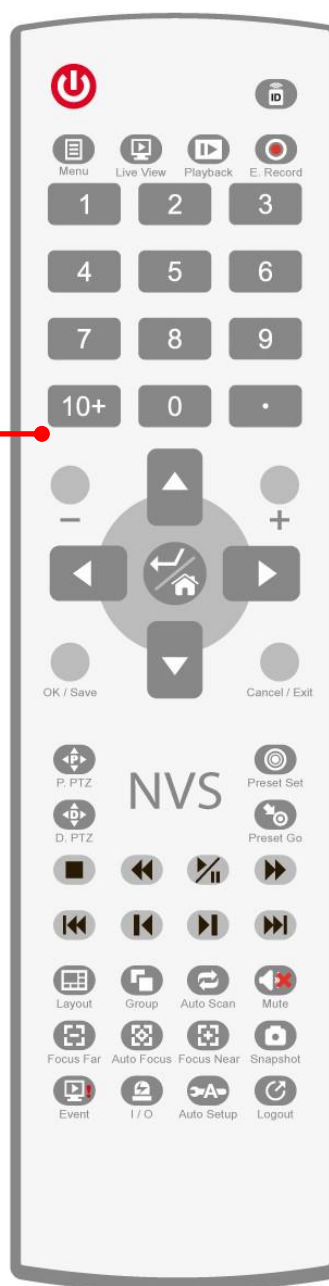 ID
Menu Live View Playback E. Record
1 2 3
4 5 6
7 8 9
10+ 0 ·
− +
OK / Save Cancel / Exit
P
P. PTZ Preset Set
NVS
D
D. PTZ Preset Go
Layout Group Auto Scan Mute
Focus Far Auto Focus Focus Near Snapshot
A
Event I / O Auto Setup Logout